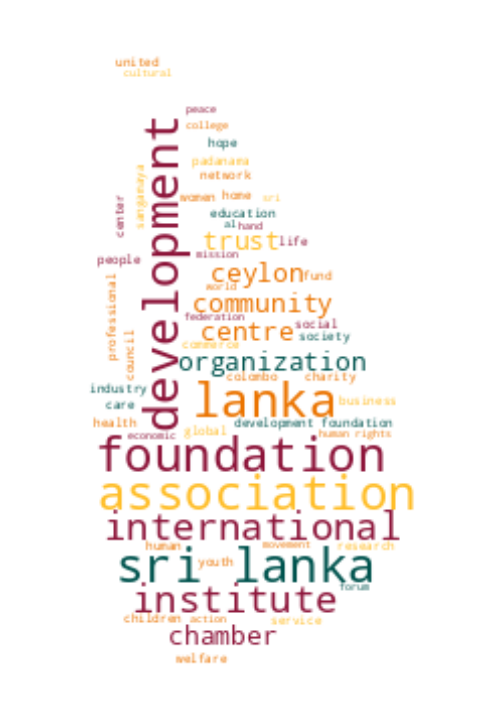 united
cultural
peace
college
hope
padanama
network
sangamaya
women home sri
center
education
al hand
development
trust life
mission
people
ceylon fund
world
professional
community
federation
social
centre
society
council
commerce
organization
colombo charity
industry
lanka
business
care
health
development foundation
global
human rights
economic
foundation
association
international
human
movement
research
sri lanka
youth
forum
institute
children action
service
chamber
welfare